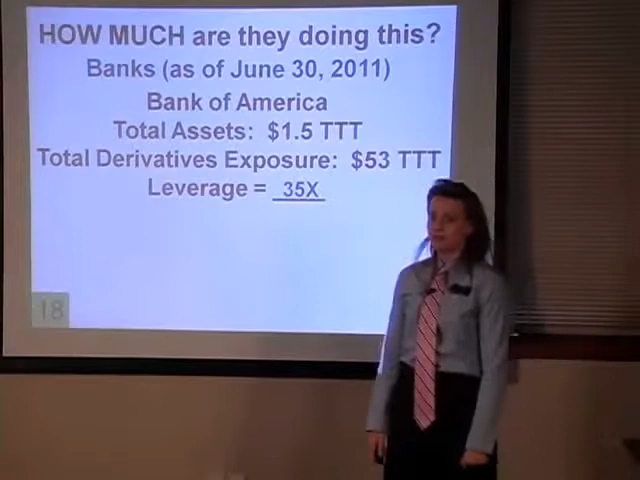 HOW MUCH are they doing this?
Banks (as of June 30, 2011)
Bank of America
Total Assets: $1.5 TTT
Total Derivatives Exposure: $53 TTT
Leverage = 35X
18